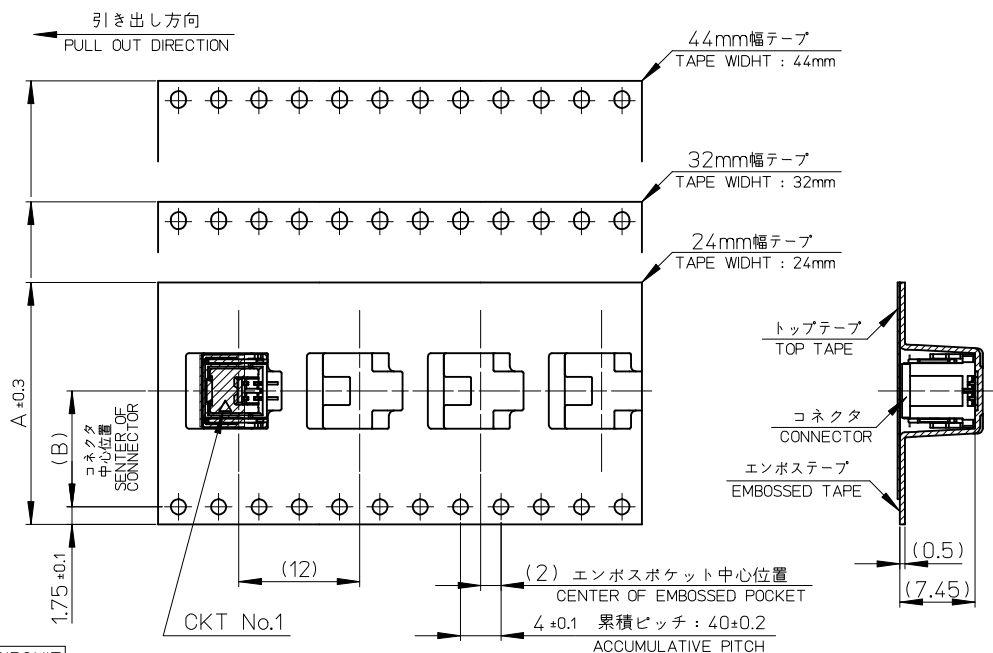 引き出し方向
PULL OUT DIRECTION
44mm幅テープ
TAPE WIDHT : 44mm
32mm幅テープ
TAPE WIDHT : 32mm
24mm幅テープ
TAPE WIDHT : 24mm
トップテープ
TOP TAPE
コネクタ
CONNECTOR
エンボステープ
EMBOSSED TAPE
A ±0.3
(B)
コネクタ
中心位置
SENTER OF
CONNECTOR
1.75 ±0.1
(12)
(2) エンボスポケット中心位置
CENTER OF EMBOSSED POCKET
4 ±0.1 累積ピッチ : 40±0.2
ACCUMULATIVE PITCH
CKT No.1
(0.5)
(7.45)